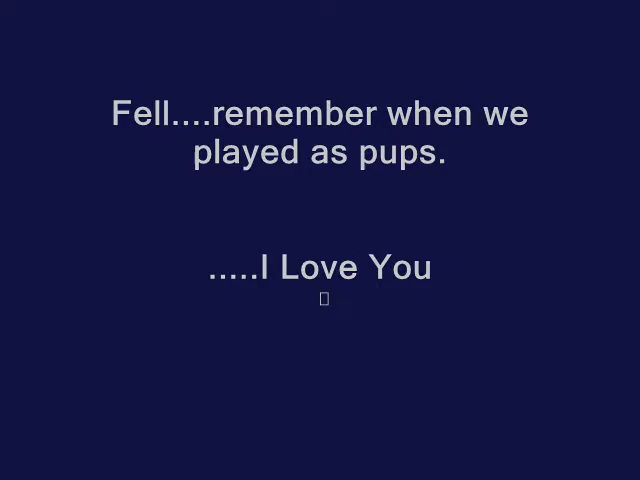 Fell....remember when we
played as pups.
.....I Love You